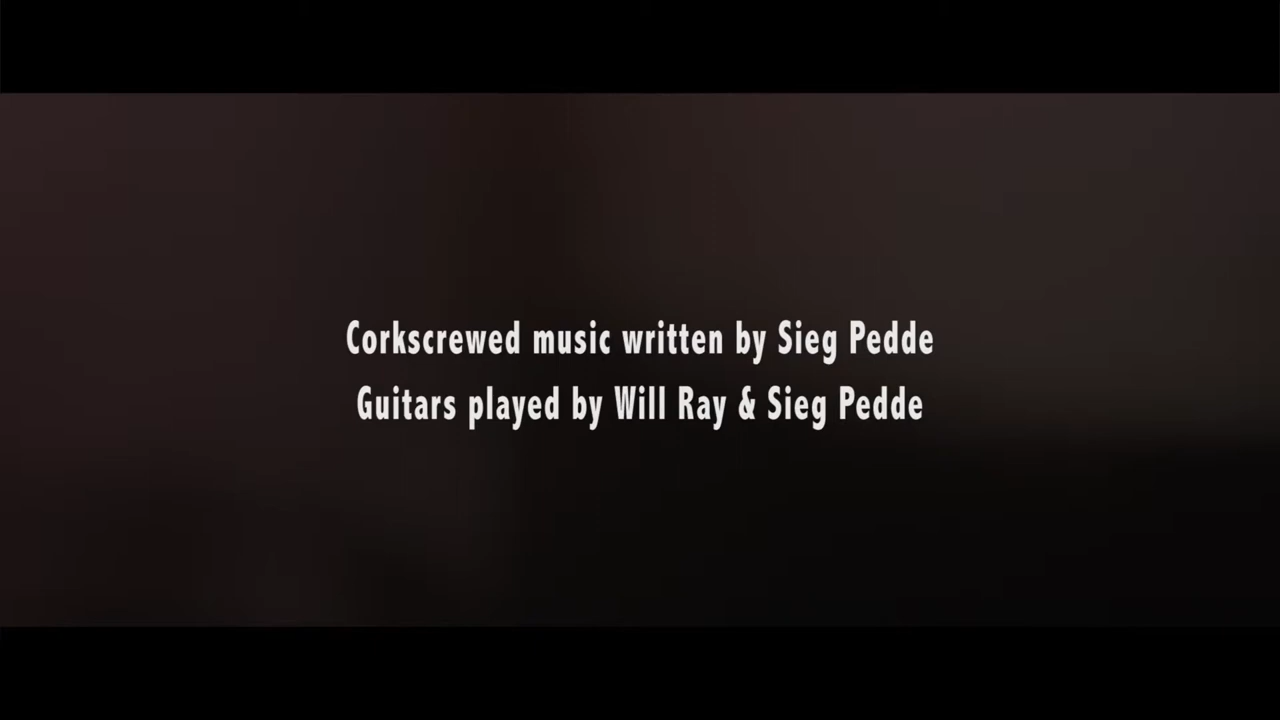 Corkscrewed music written by Sieg Pedde
Guitars played by Will Ray & Sieg Pedde